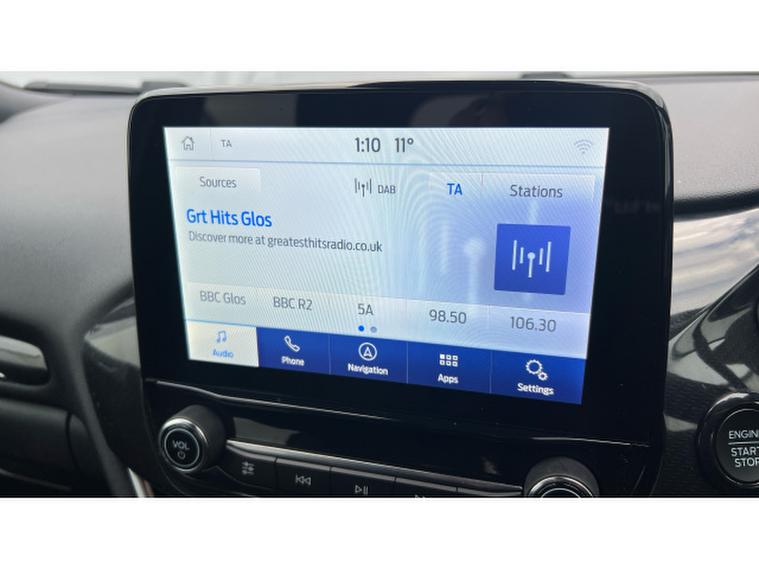 TA 1:10 11°
Sources DAB TA Stations
Grt Hits Glos
Discover more at greatesthitsradio.co.uk
BBC Glos BBC R2 5A 98.50 106.30
Audio Phone Navigation Apps Settings
VOL
ENGINE
START
STOP